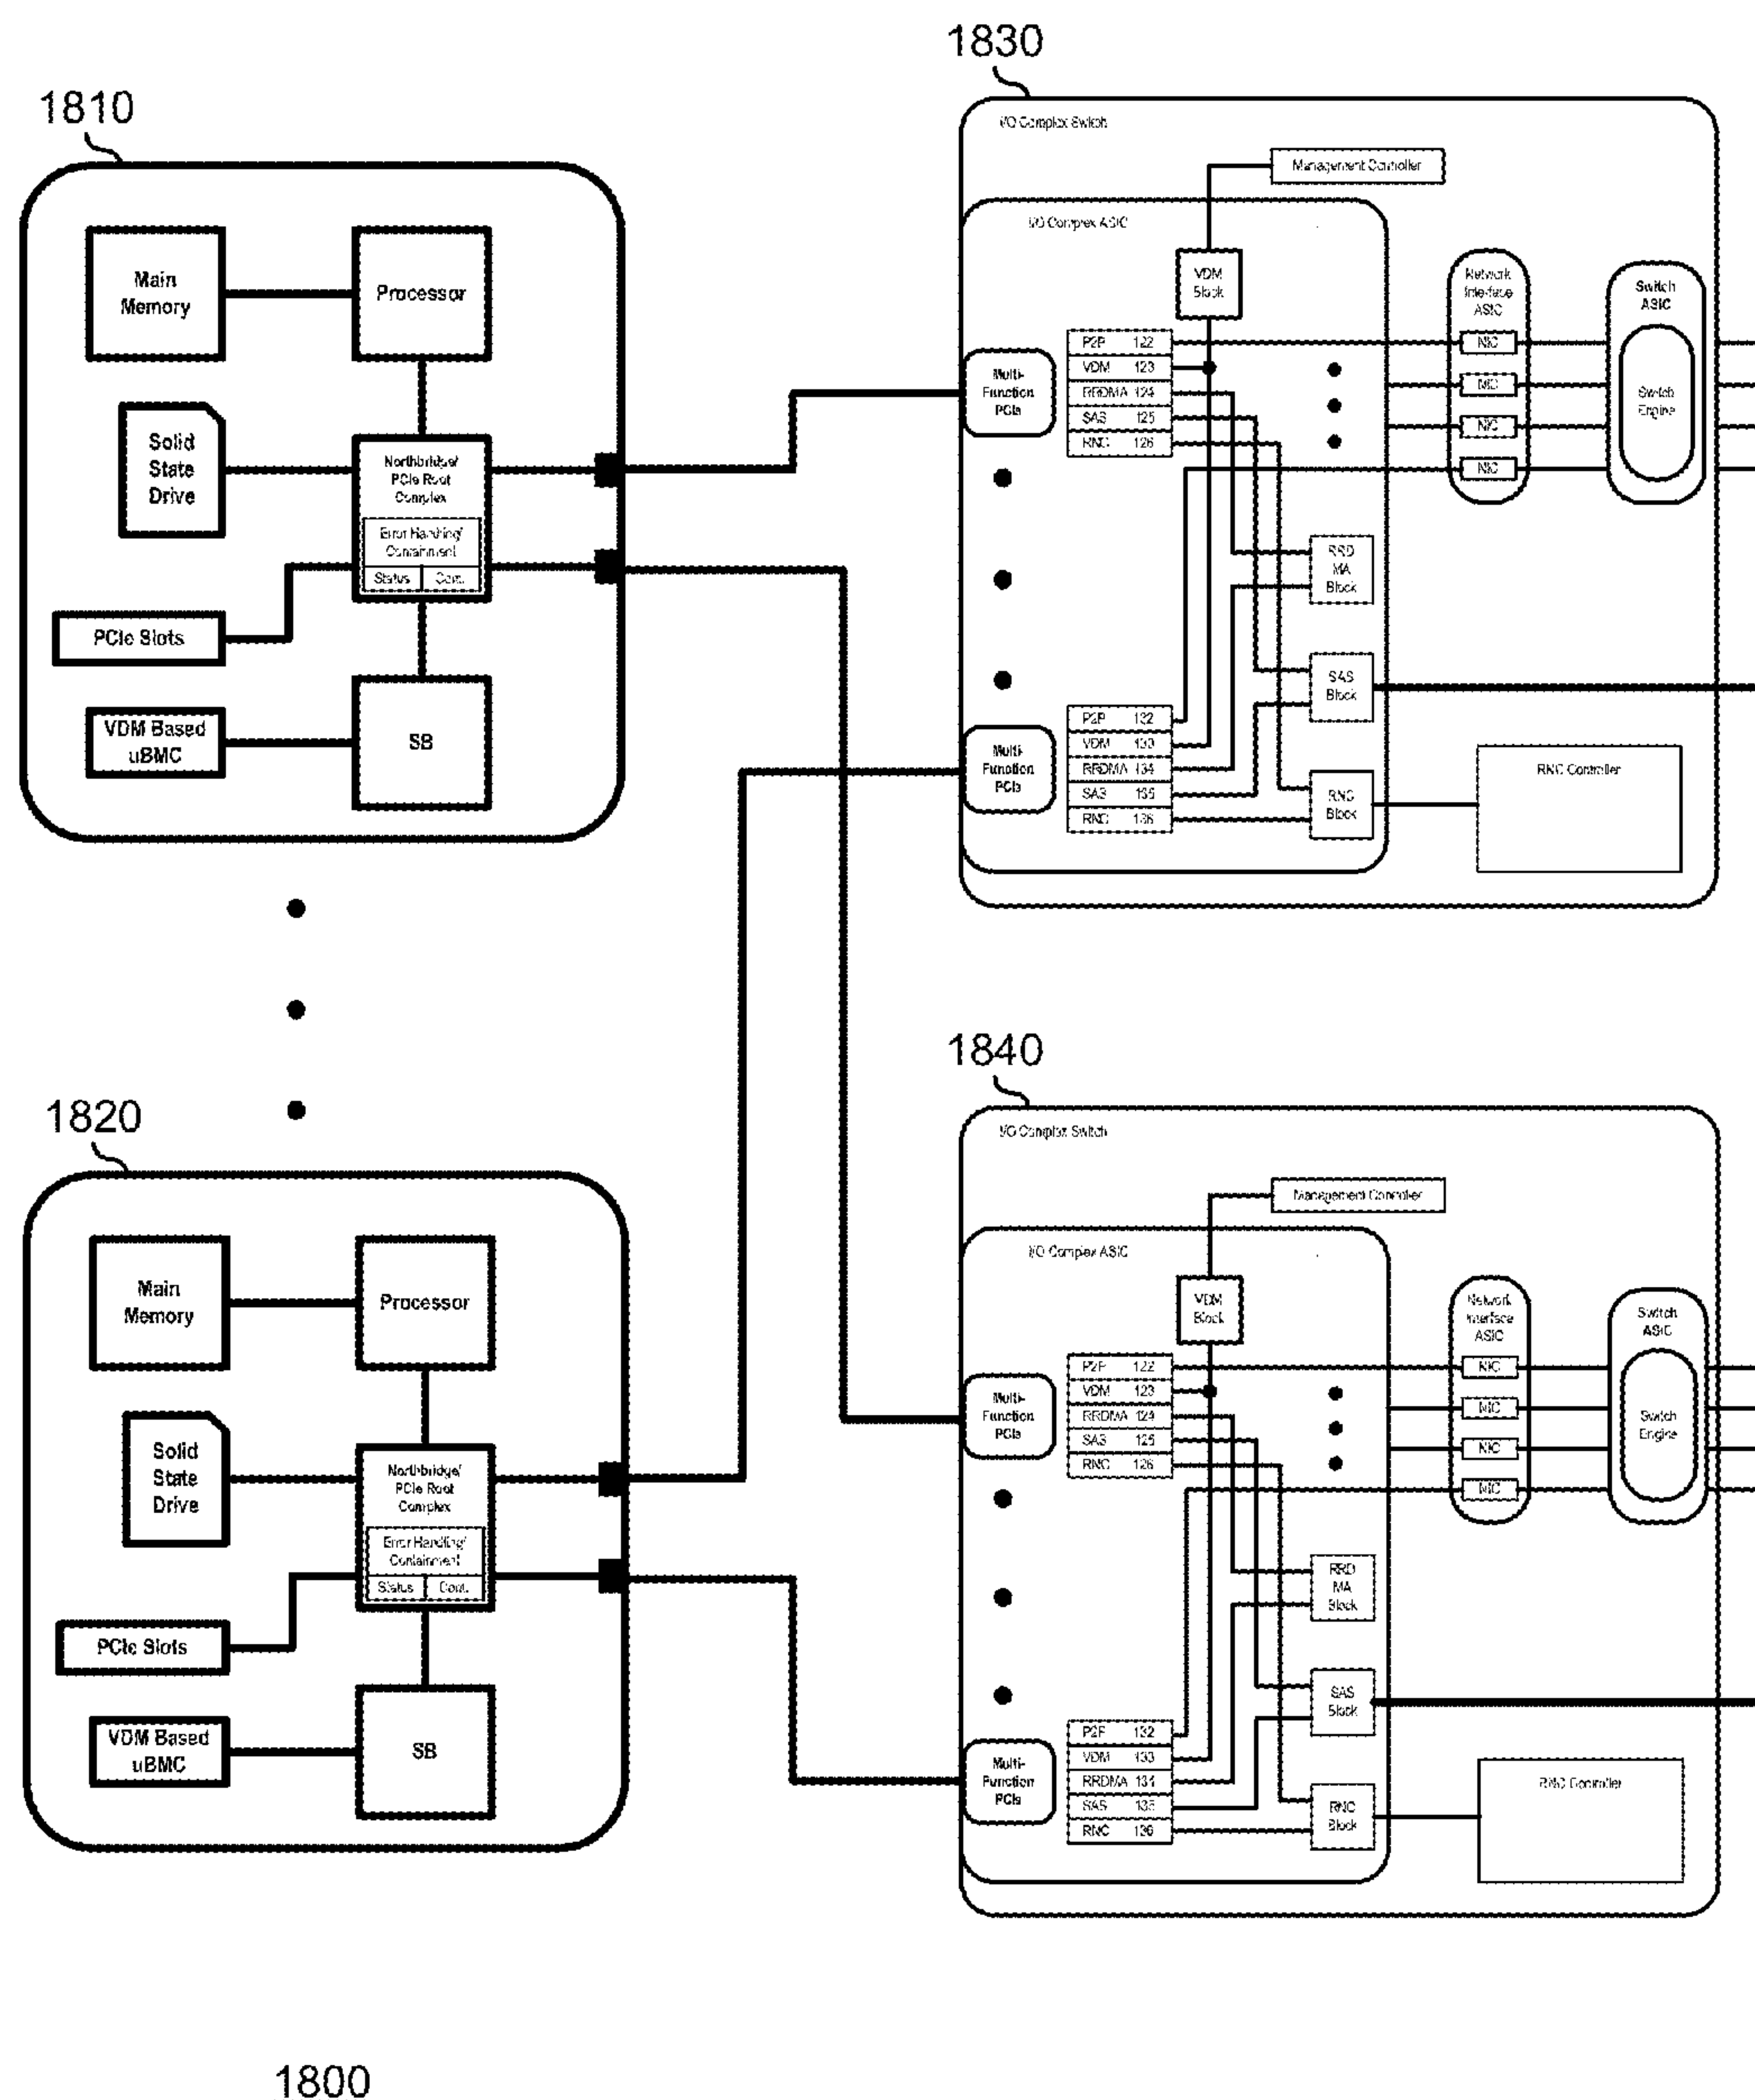 1830
1810
I/O Complex Switch
Management Controller
I/O Complex ASIC
Main
Memory
Processor
VDM
Block
Network
Interface
ASIC
Switch
ASIC
P2P 122
VDM 123
RRDMA 124
SAS 125
RNC 126
Multi-
Function
PCIe
NIC
NIC
NIC
NIC
Switch
Engine
Solid
State
Drive
Northbridge/
PCIe Root
Complex
Error Handling/
Containment
Status Cont.
RRD
MA
Block
PCIe Slots
SAS
Block
VDM Based
uBMC
SB
P2P 132
VDM 133
RRDMA 134
SAS 135
RNC 136
Multi-
Function
PCIe
RNC
Block
RNC Controller
1840
1820
I/O Complex Switch
Management Controller
I/O Complex ASIC
Main
Memory
Processor
VDM
Block
Network
Interface
ASIC
Switch
ASIC
P2P 122
VDM 123
RRDMA 124
SAS 125
RNC 126
Multi-
Function
PCIe
NIC
NIC
NIC
NIC
Switch
Engine
Solid
State
Drive
Northbridge/
PCIe Root
Complex
Error Handling/
Containment
Status Cont.
RRD
MA
Block
PCIe Slots
SAS
Block
VDM Based
uBMC
SB
P2P 132
VDM 133
RRDMA 134
SAS 135
RNC 136
Multi-
Function
PCIe
RNC
Block
RNC Controller
1800